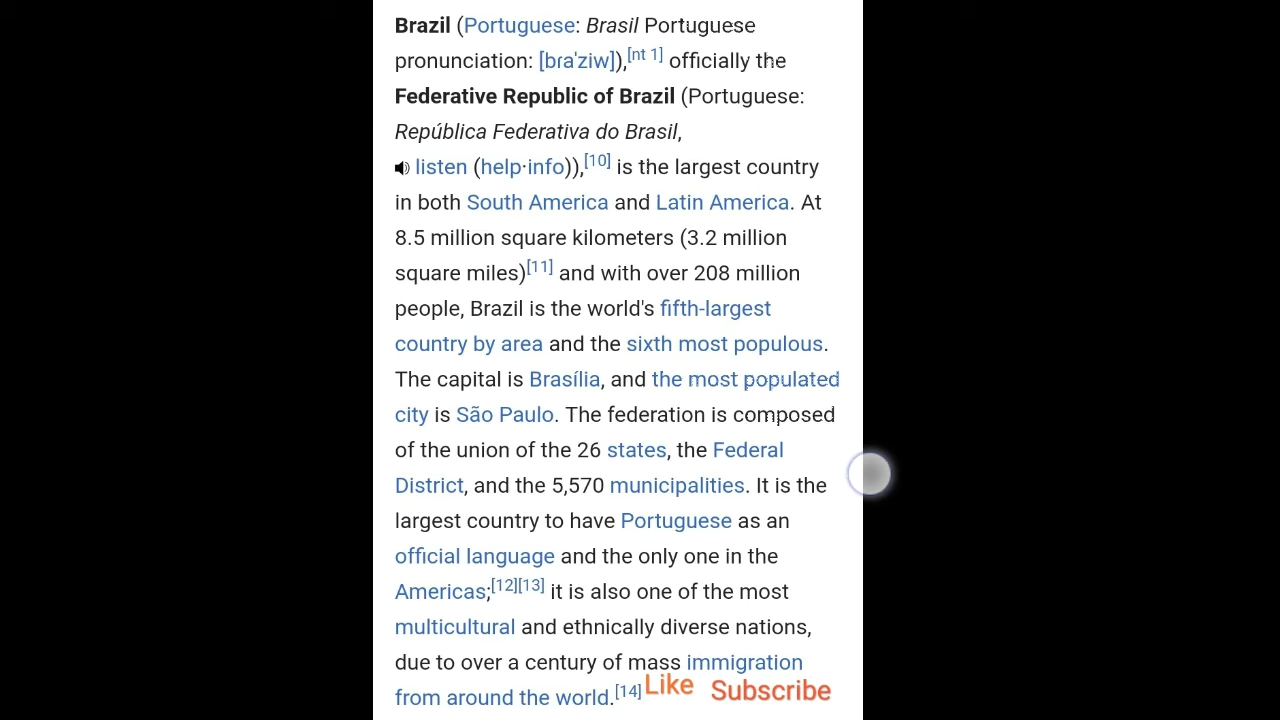 Brazil (Portuguese: Brasil Portuguese
pronunciation: [bɾaˈziw]),[nt 1] officially the
Federative Republic of Brazil (Portuguese:
República Federativa do Brasil,
listen (help·info)),[10] is the largest country
in both South America and Latin America. At
8.5 million square kilometers (3.2 million
square miles)[11] and with over 208 million
people, Brazil is the world's fifth-largest
country by area and the sixth most populous.
The capital is Brasília, and the most populated
city is São Paulo. The federation is composed
of the union of the 26 states, the Federal
District, and the 5,570 municipalities. It is the
largest country to have Portuguese as an
official language and the only one in the
Americas;[12][13] it is also one of the most
multicultural and ethnically diverse nations,
due to over a century of mass immigration
from around the world.[14]
Like Subscribe